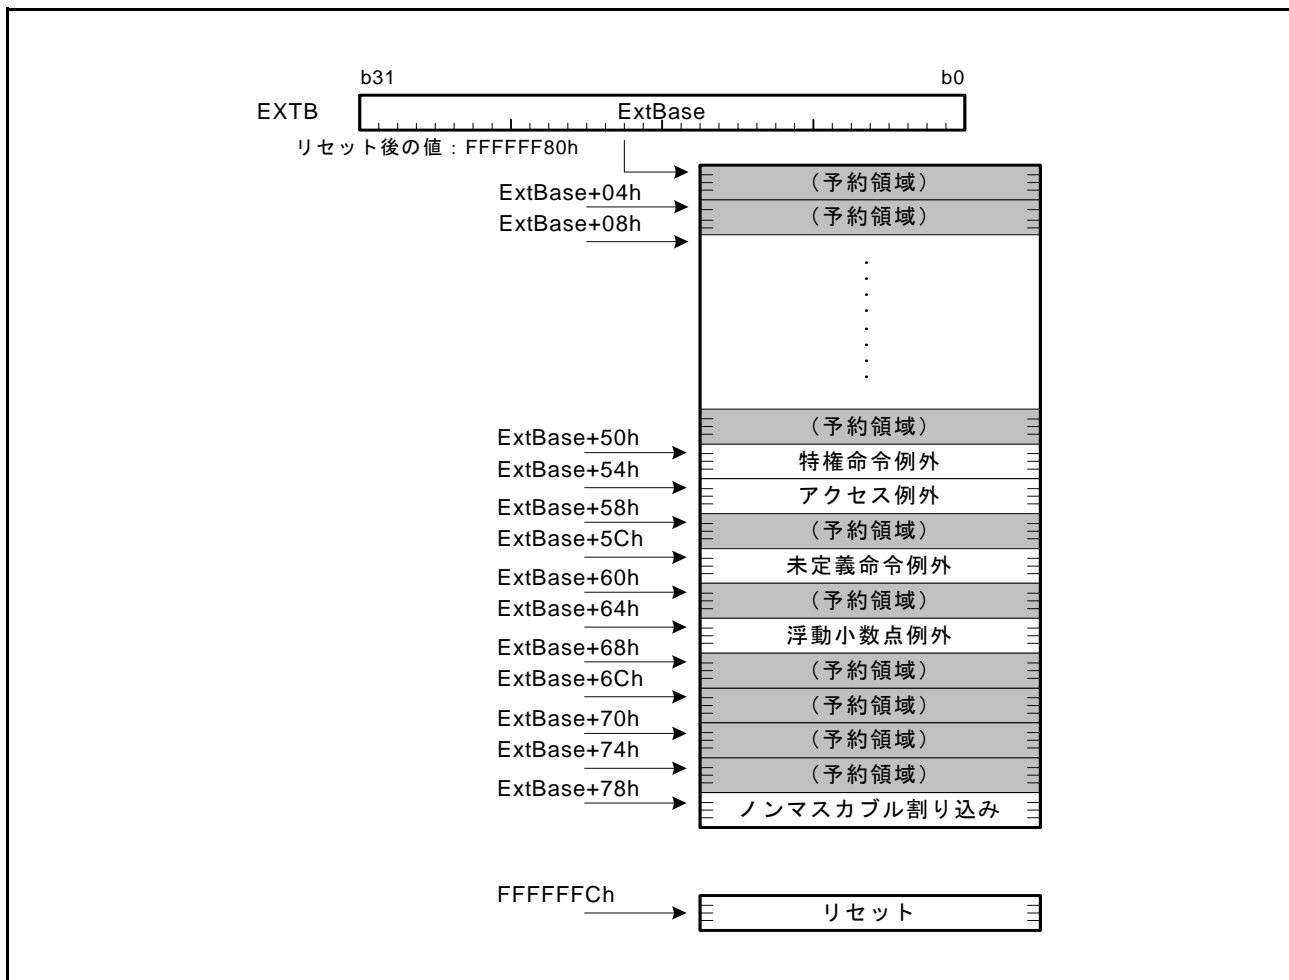 b31 b0
EXTB ExtBase
リセット後の値:FFFFFF80h
(予約領域)
ExtBase+04h
(予約領域)
ExtBase+08h
(予約領域)
ExtBase+50h
特権命令例外
ExtBase+54h
アクセス例外
ExtBase+58h
(予約領域)
ExtBase+5Ch
未定義命令例外
ExtBase+60h
(予約領域)
ExtBase+64h
浮動小数点例外
ExtBase+68h
(予約領域)
ExtBase+6Ch
(予約領域)
ExtBase+70h
(予約領域)
ExtBase+74h
(予約領域)
ExtBase+78h
ノンマスカブル割り込み
FFFFFFCh
リセット